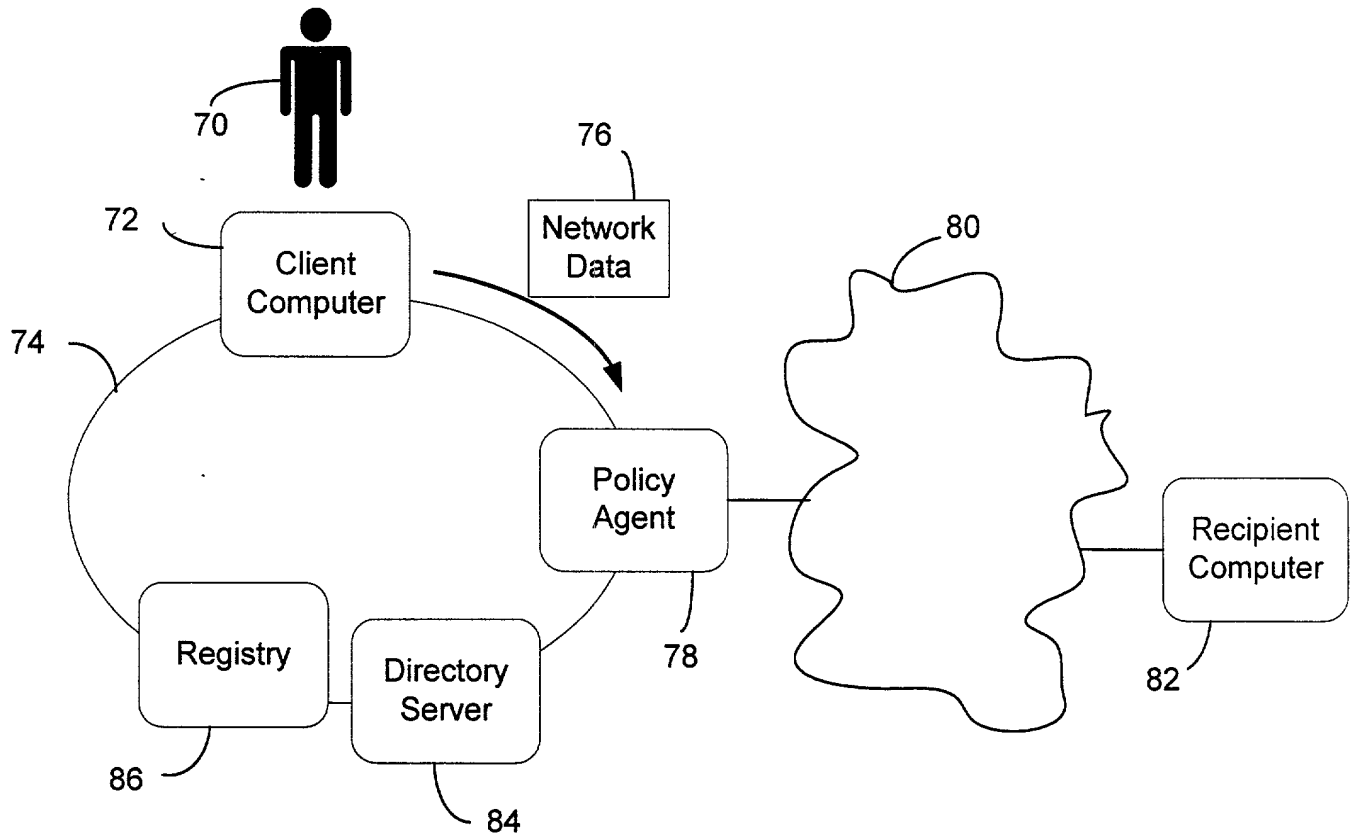 70
76
72
Network
Data
80
Client
Computer
74
Policy
Agent
Recipient
Computer
Registry
Directory
Server
78
82
86
84